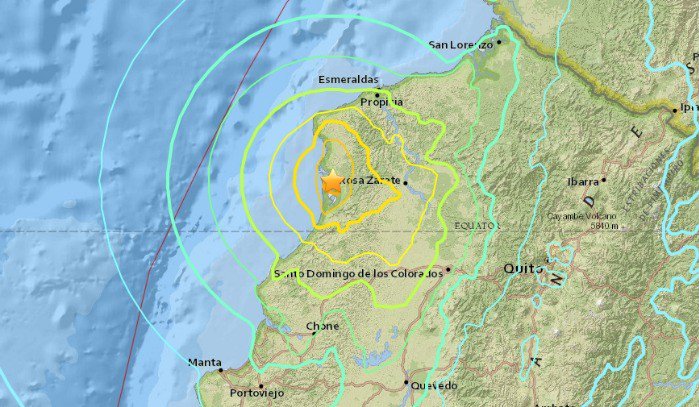 San Lorenzo
Esmeraldas
Propicia
Rosa Zarate
Ibarra
EQUATOR
Cayambe Volcano
5840 m
Santo Domingo de los Colorados
Quito
Chone
Manta
Quevedo
Portoviejo